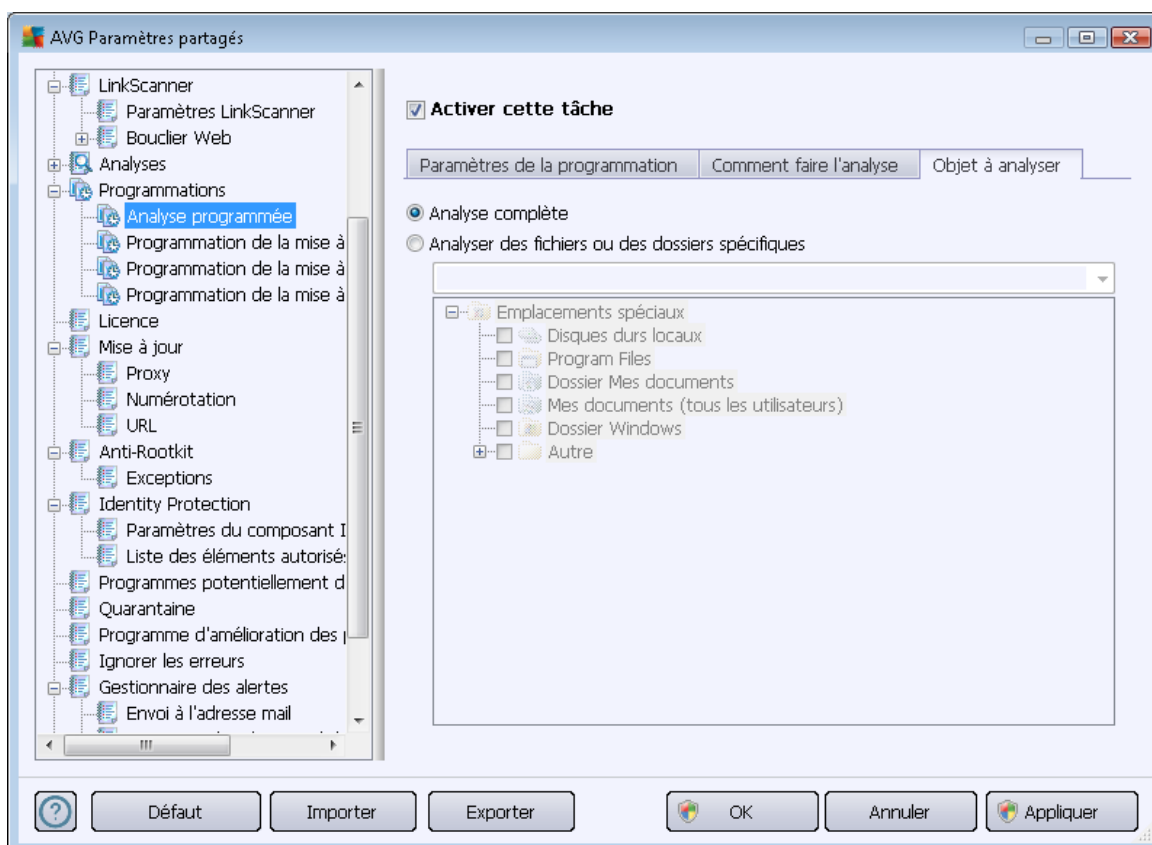 AVG Paramètres partagés
LinkScanner
Paramètres LinkScanner
Bouclier Web
Analyses
Programmations
Analyse programmée
Programmation de la mise à
Programmation de la mise à
Programmation de la mise à
Licence
Mise à jour
Proxy
Numérotation
URL
Anti-Rootkit
Exceptions
Identity Protection
Paramètres du composant I
Liste des éléments autorisés
Programmes potentiellement d
Quarantaine
Programme d'amélioration des
Ignorer les erreurs
Gestionnaire des alertes
Envoi à l'adresse mail
Activer cette tâche
Paramètres de la programmation
Comment faire l'analyse
Objet à analyser
Analyse complète
Analyser des fichiers ou des dossiers spécifiques
Emplacements spéciaux
Disques durs locaux
Program Files
Dossier Mes documents
Mes documents (tous les utilisateurs)
Dossier Windows
Autre
Défaut
Importer
Exporter
OK
Annuler
Appliquer